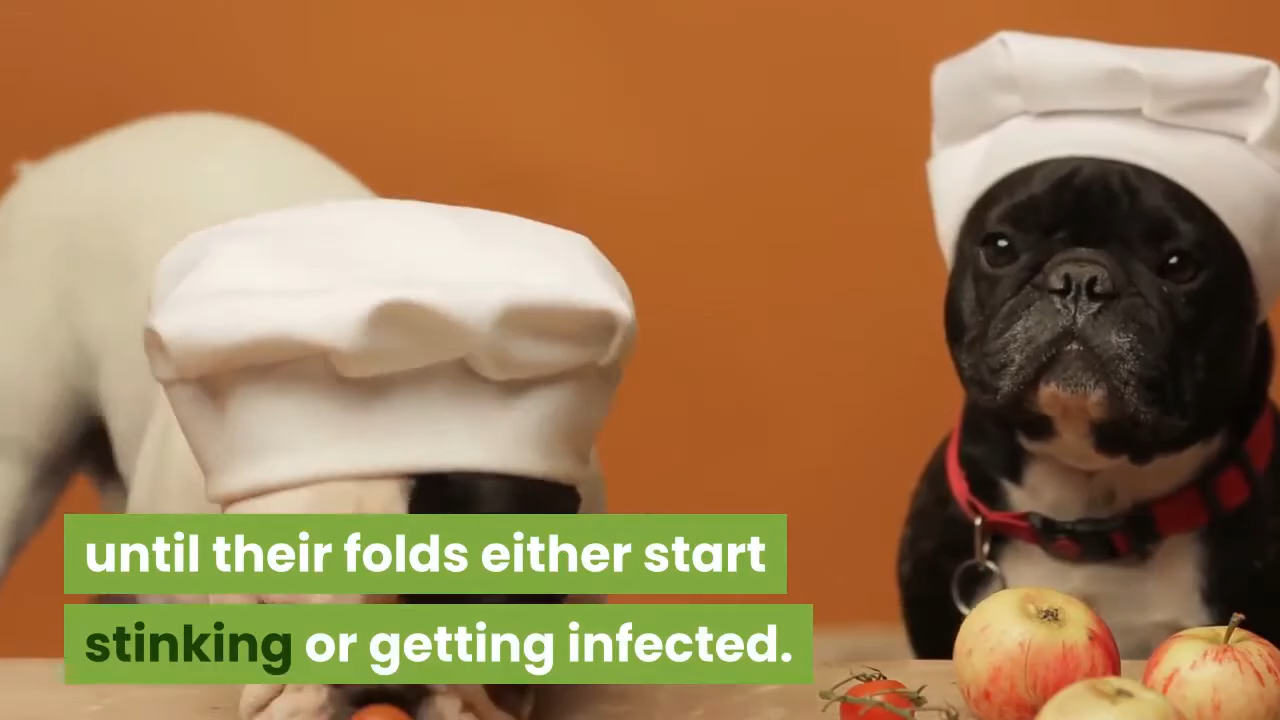 until their folds either start
stinking or getting infected.